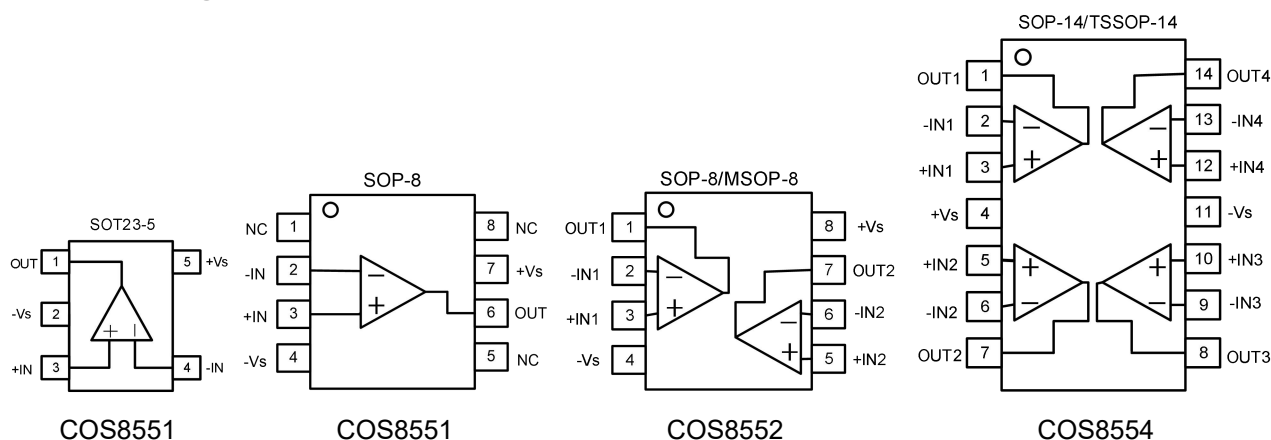 SOT23-5
OUT 1 5 +Vs
-Vs 2
+IN 3 4 -IN
+ −
COS8551
SOP-8
NC 1 8 NC
-IN 2 − 7 +Vs
+IN 3 + 6 OUT
-Vs 4 5 NC
COS8551
SOP-8/MSOP-8
OUT1 1 8 +Vs
-IN1 2 − 7 OUT2
+IN1 3 + − 6 -IN2
-Vs 4 + 5 +IN2
COS8552
SOP-14/TSSOP-14
OUT1 1 14 OUT4
-IN1 2 − − 13 -IN4
+IN1 3 + + 12 +IN4
+Vs 4 11 -Vs
+IN2 5 + + 10 +IN3
-IN2 6 − − 9 -IN3
OUT2 7 8 OUT3
COS8554